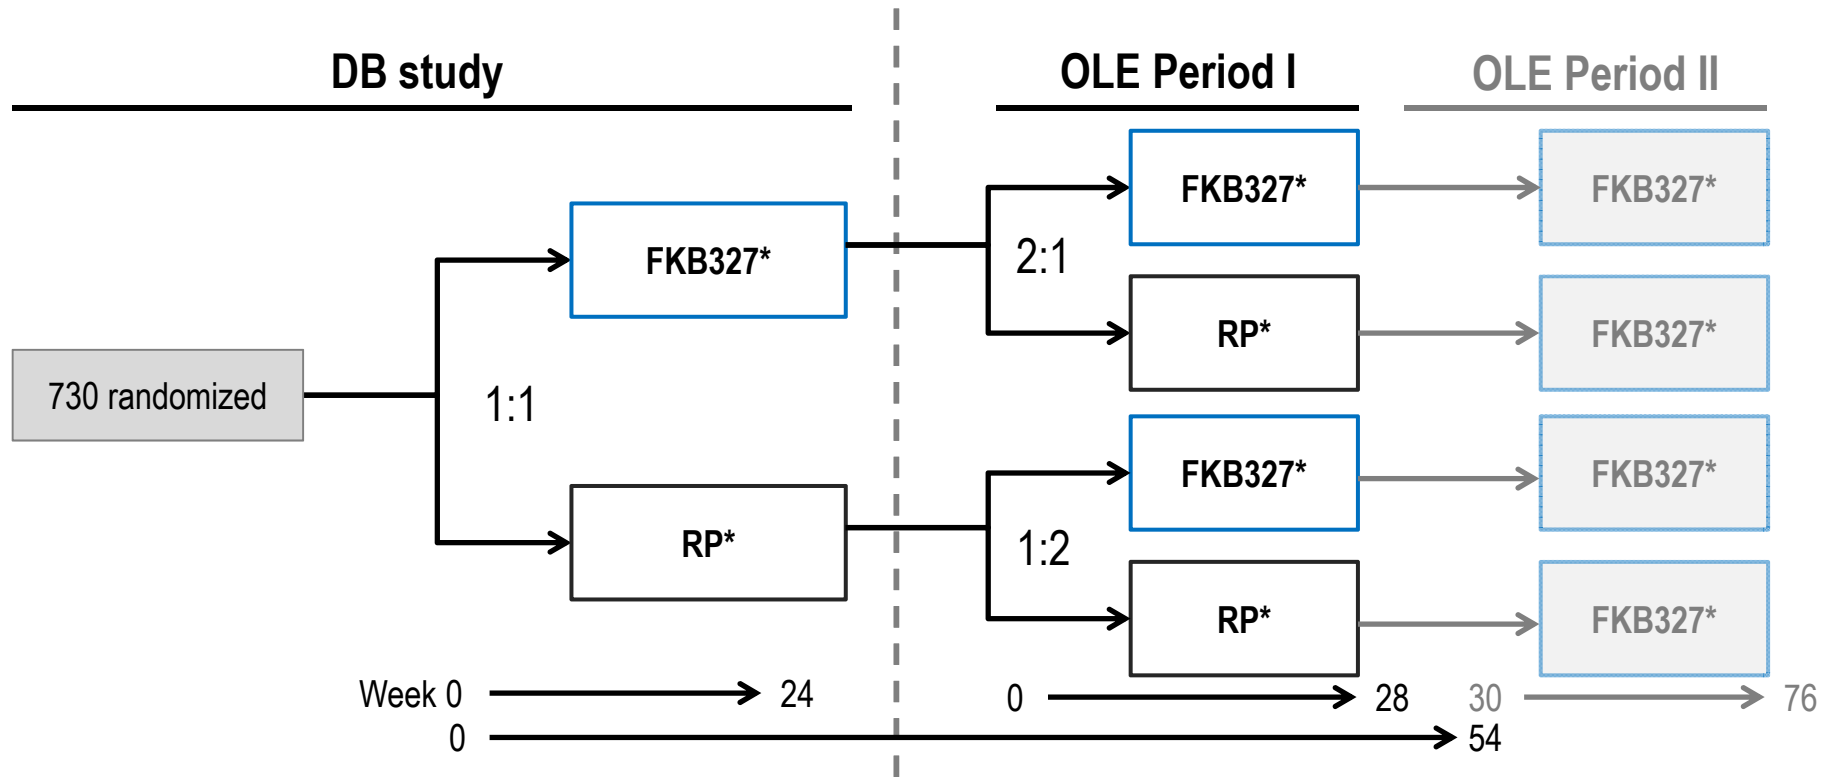 DB study
OLE Period I
OLE Period II
730 randomized
1:1
FKB327*
RP*
2:1
1:2
FKB327*
RP*
FKB327*
RP*
FKB327*
FKB327*
FKB327*
FKB327*
Week 0 24
0 28
30 76
0 54